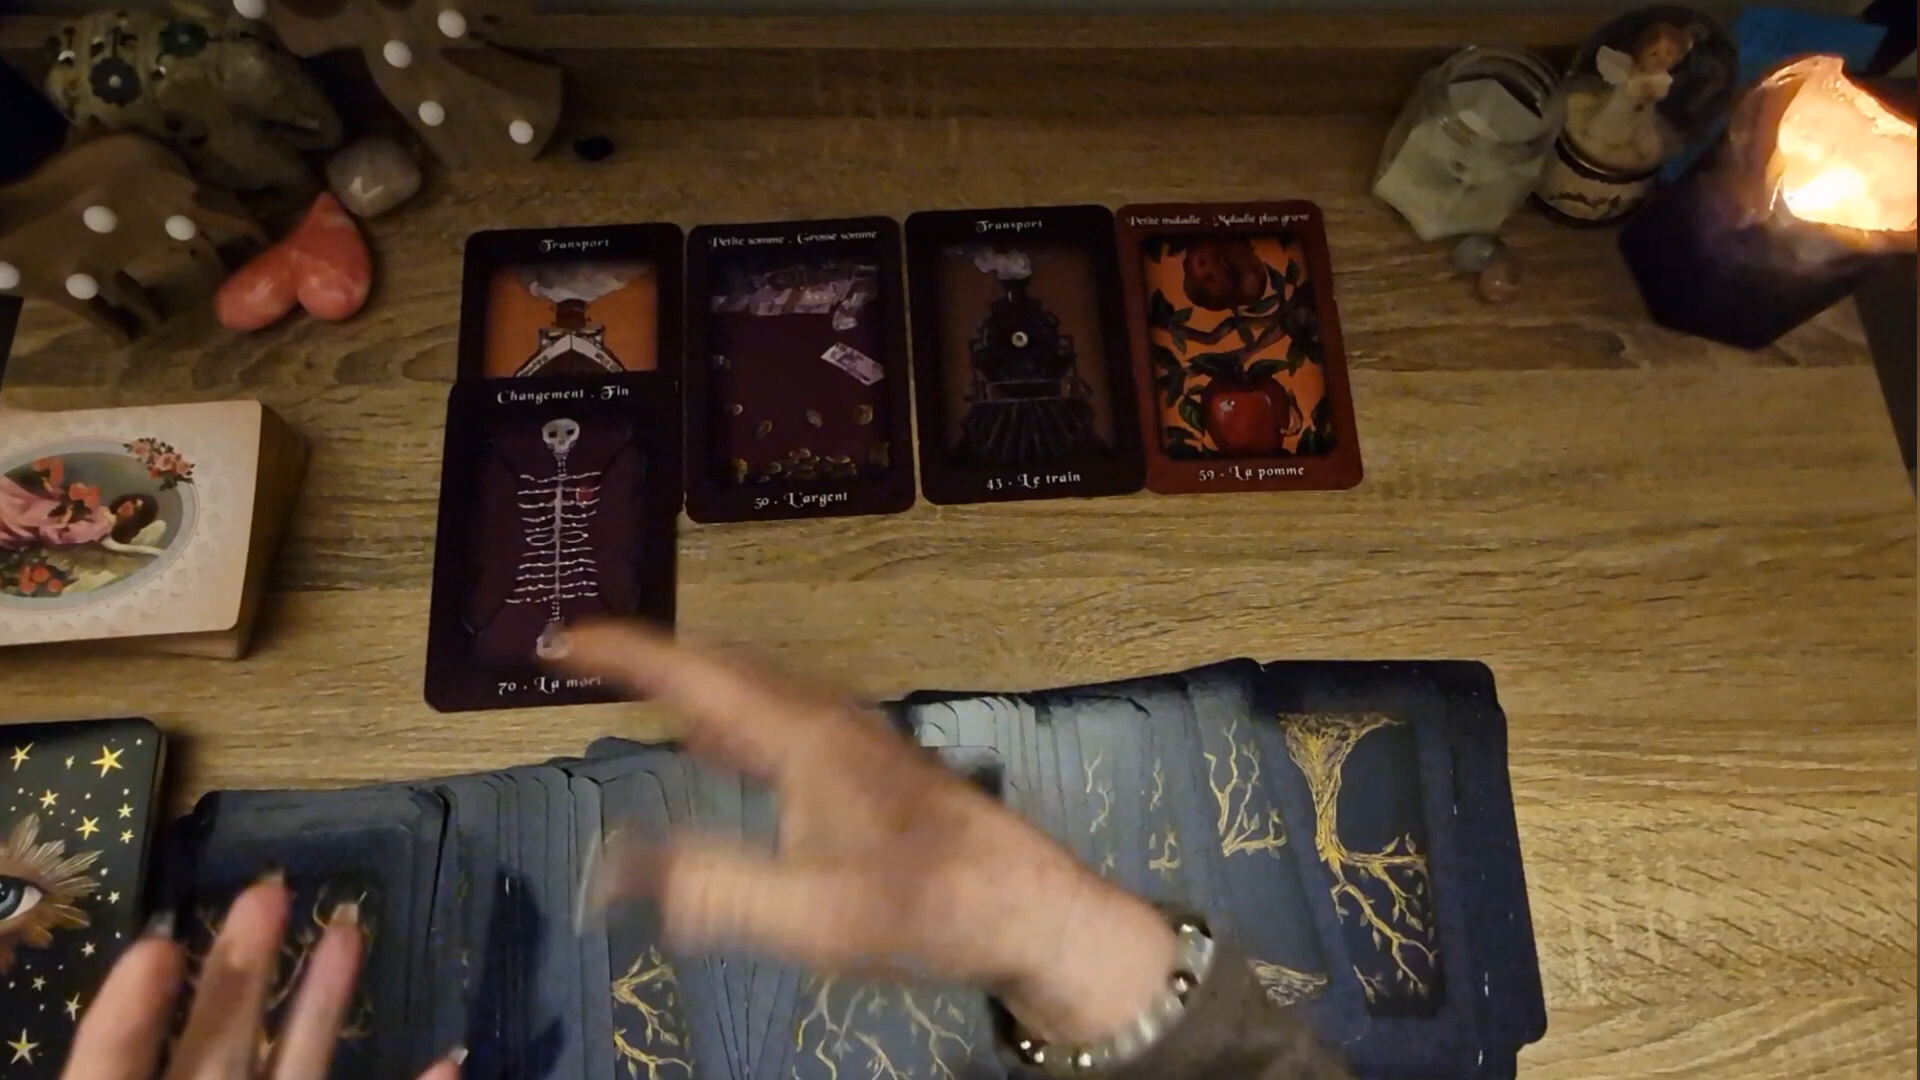 Transport
Petite somme . Grosse somme
Transport
Petite maladie . Maladie plus grave
Changement . Fin
50 . L'argent
43 . Le train
59 . La pomme
70 . La mort